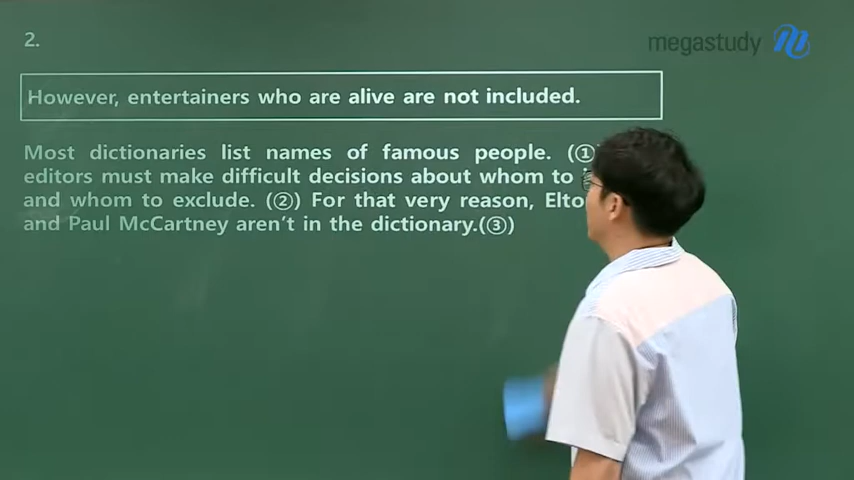 megastudy
2.
However, entertainers who are alive are not included.
Most dictionaries list names of famous people. (①)
editors must make difficult decisions about whom to
and whom to exclude. (②) For that very reason,
and Paul McCartney aren't in the dictionary.(③)